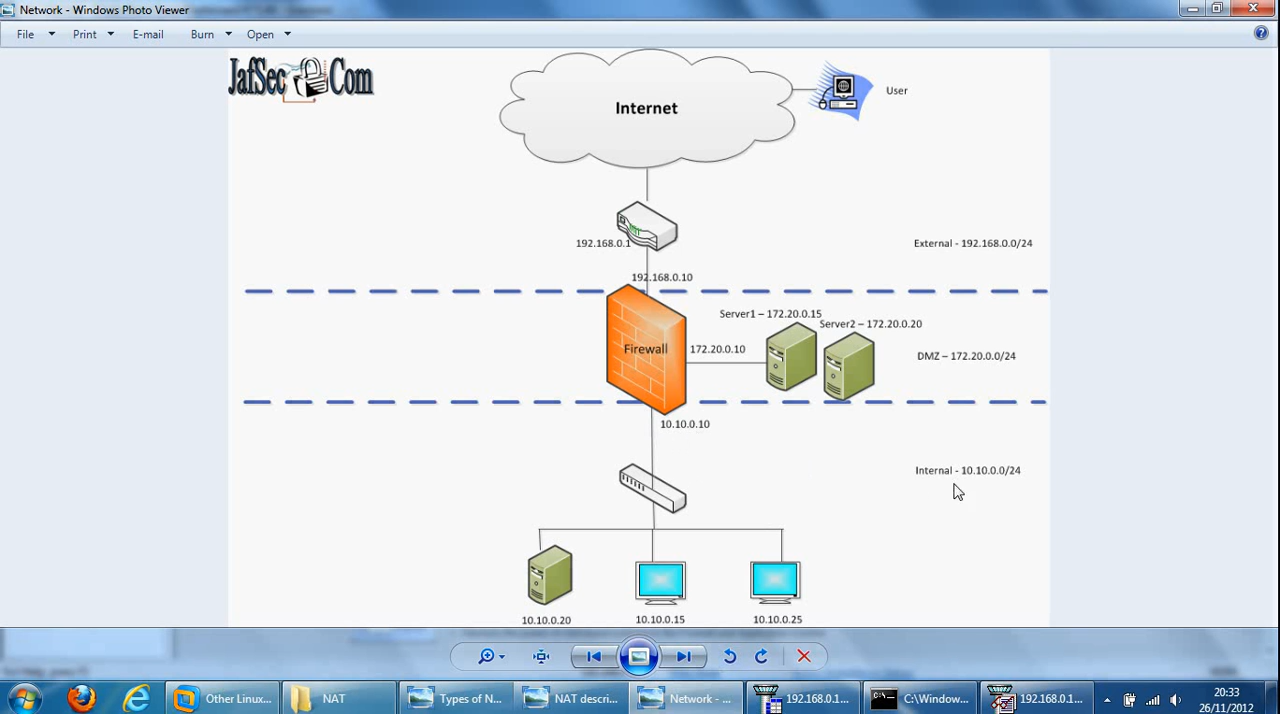 Network - Windows Photo Viewer
File Print E-mail Burn Open
JafSec.Com
Internet
User
192.168.0.1
External - 192.168.0.0/24
192.168.0.10
Server1 – 172.20.0.15
Server2 – 172.20.0.20
Firewall
172.20.0.10
DMZ – 172.20.0.0/24
10.10.0.10
Internal - 10.10.0.0/24
10.10.0.20
10.10.0.15
10.10.0.25
Other Linux...
NAT
Types of N...
NAT descri...
Network - ...
192.168.0.1...
C:\Window...
192.168.0.1...
20:33
26/11/2012